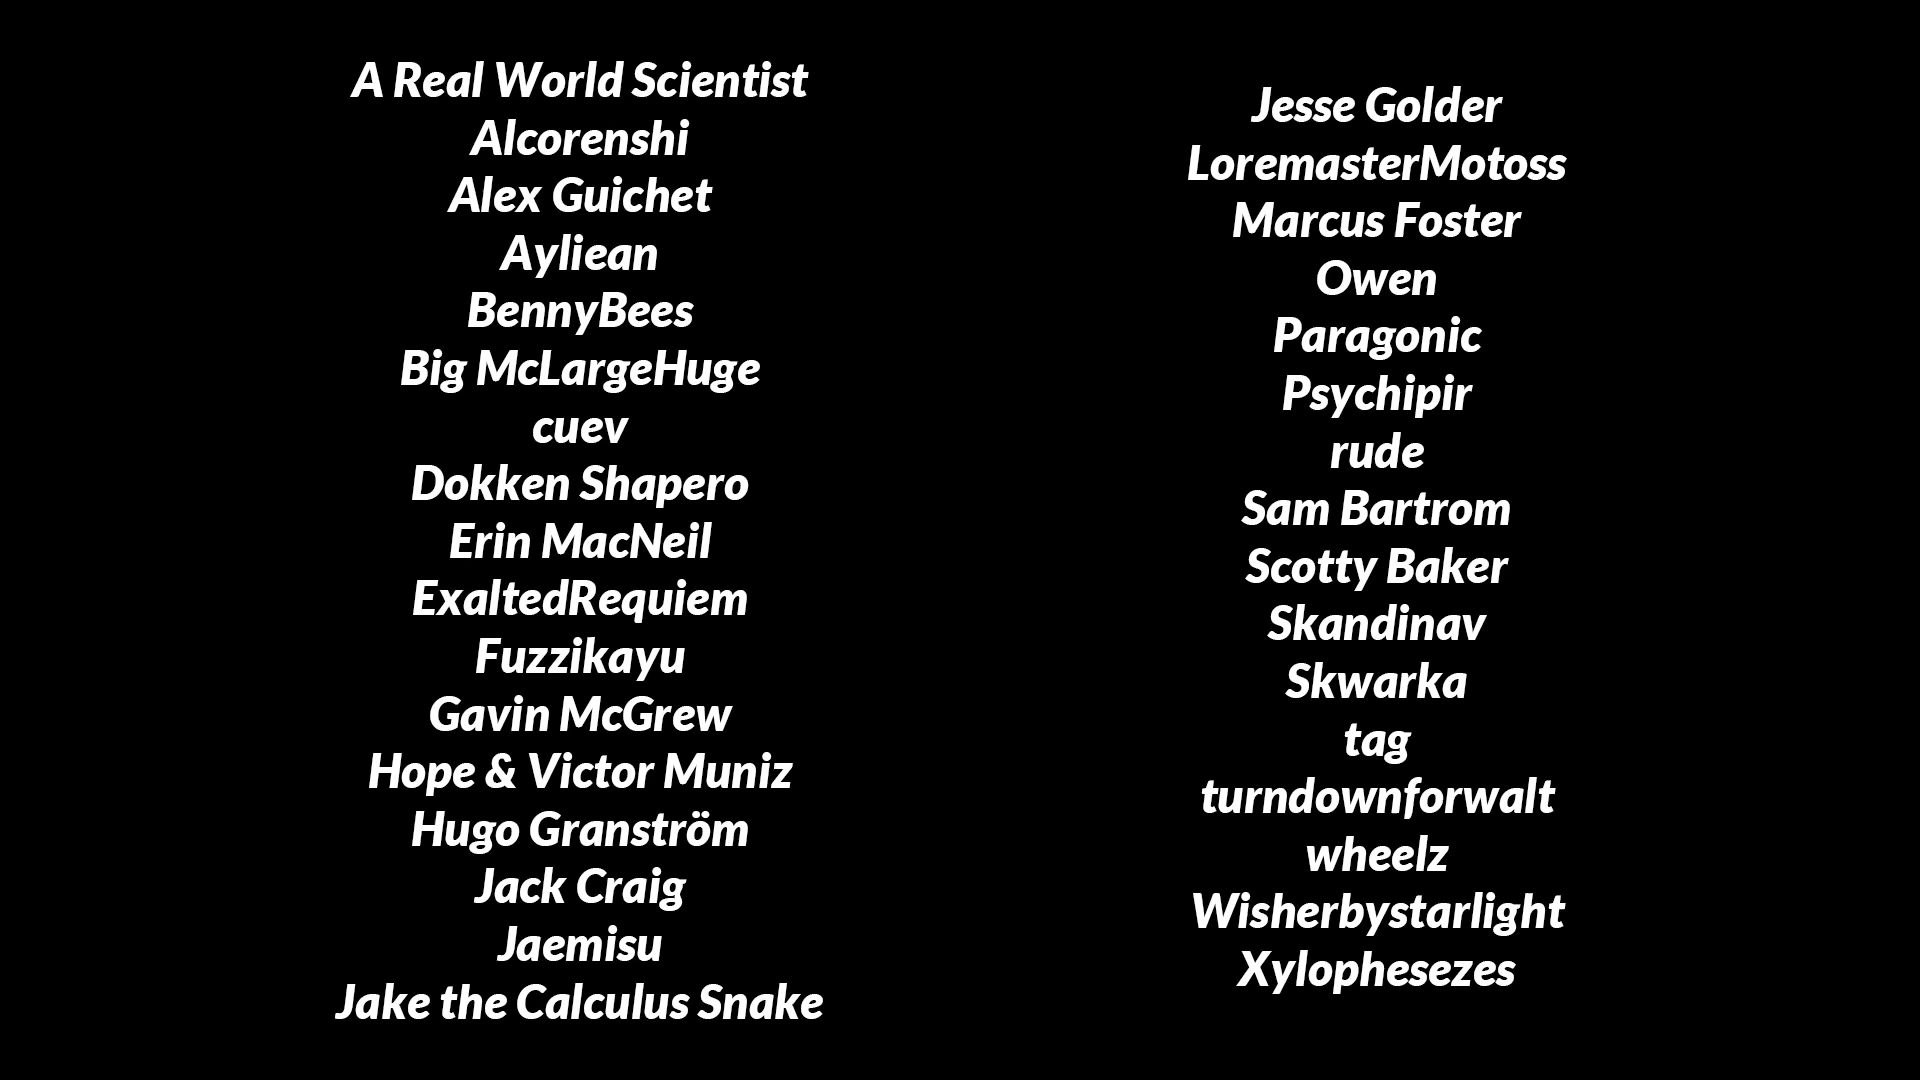 A Real World Scientist
Alcorenshi
Alex Guichet
Ayliean
BennyBees
Big McLargeHuge
cuev
Dokken Shapero
Erin MacNeil
ExaltedRequiem
Fuzzikayu
Gavin McGrew
Hope & Victor Muniz
Hugo Granström
Jack Craig
Jaemisu
Jake the Calculus Snake
Jesse Golder
LoremasterMotoss
Marcus Foster
Owen
Paragonic
Psychipir
rude
Sam Bartrom
Scotty Baker
Skandinav
Skwarka
tag
turndownforwalt
wheelz
Wisherbystarlight
Xylophesezes